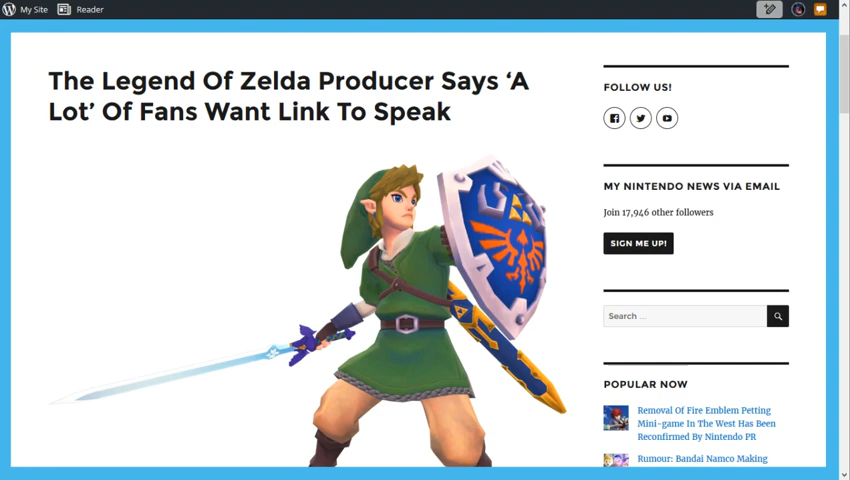 My Site Reader
The Legend Of Zelda Producer Says ‘A
Lot’ Of Fans Want Link To Speak
FOLLOW US!
MY NINTENDO NEWS VIA EMAIL
Join 17,946 other followers
SIGN ME UP!
Search ...
POPULAR NOW
Removal Of Fire Emblem Petting
Mini-game In The West Has Been
Reconfirmed By Nintendo PR
Rumour: Bandai Namco Making